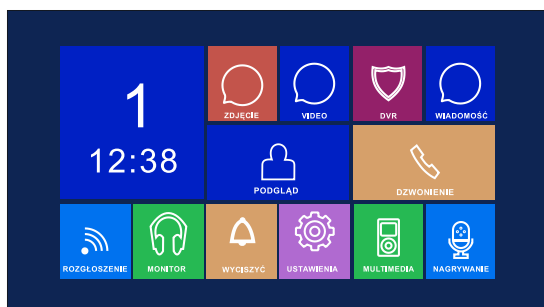 1
12:38
ZDJĘCIE
VIDEO
DVR
WIADOMOŚĆ
PODGLĄD
DZWONIENIE
ROZGŁOSZENIE
MONITOR
WYCISZYĆ
USTAWIENIA
MULTIMEDIA
NAGRYWANIE